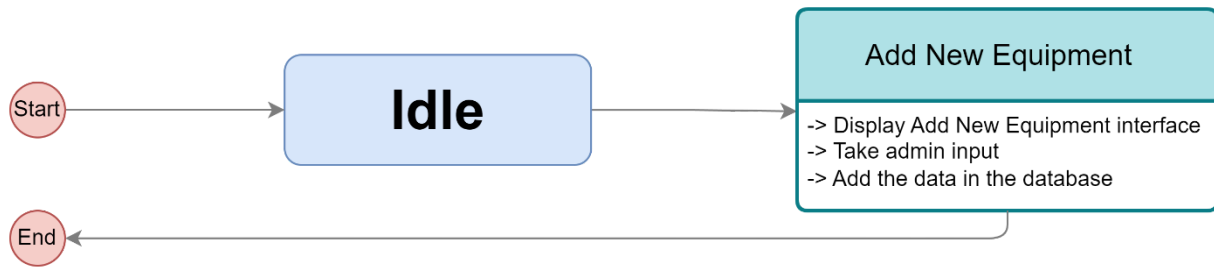 Start
Idle
Add New Equipment
-> Display Add New Equipment interface
-> Take admin input
-> Add the data in the database
End